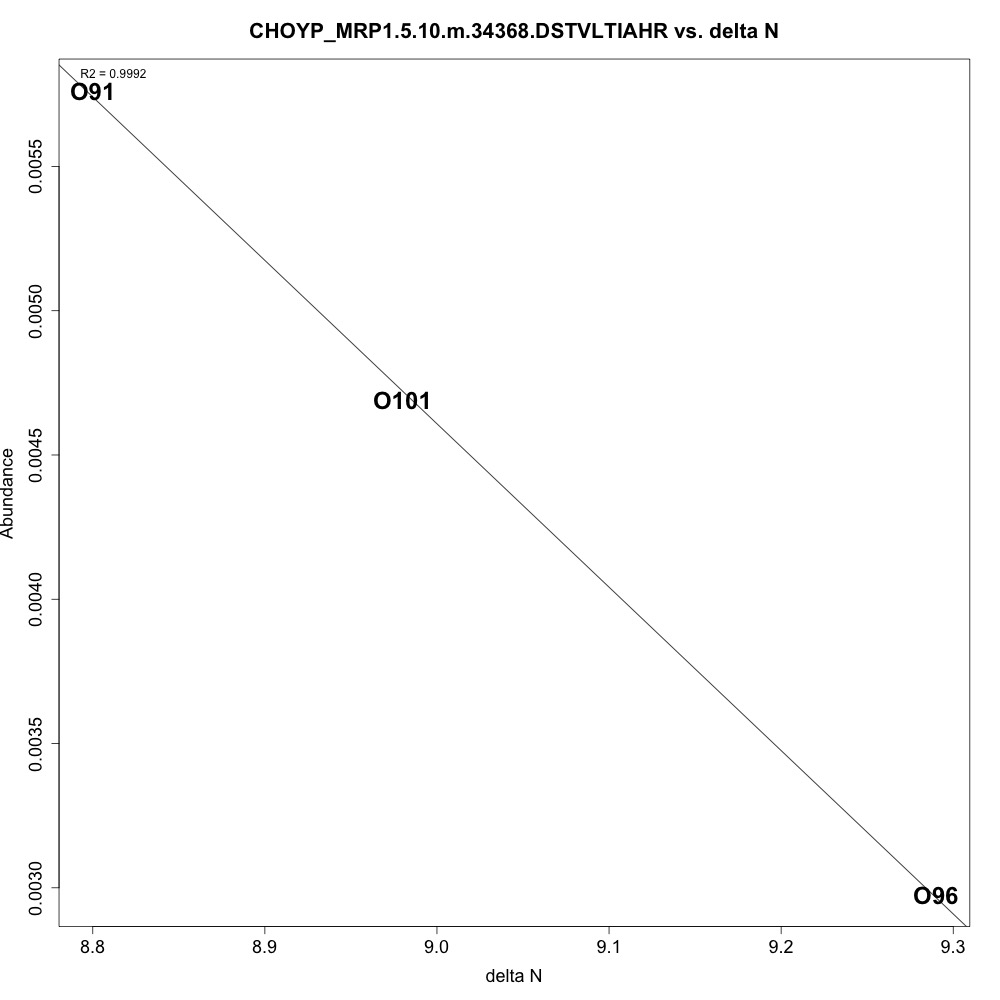 CHOYP_MRP1.5.10.m.34368.DSTVLTIAHR vs. delta N
R2 = 0.9992
O91
O101
O96
Abundance
0.0055
0.0050
0.0045
0.0040
0.0035
0.0030
8.8 8.9 9.0 9.1 9.2 9.3
delta N